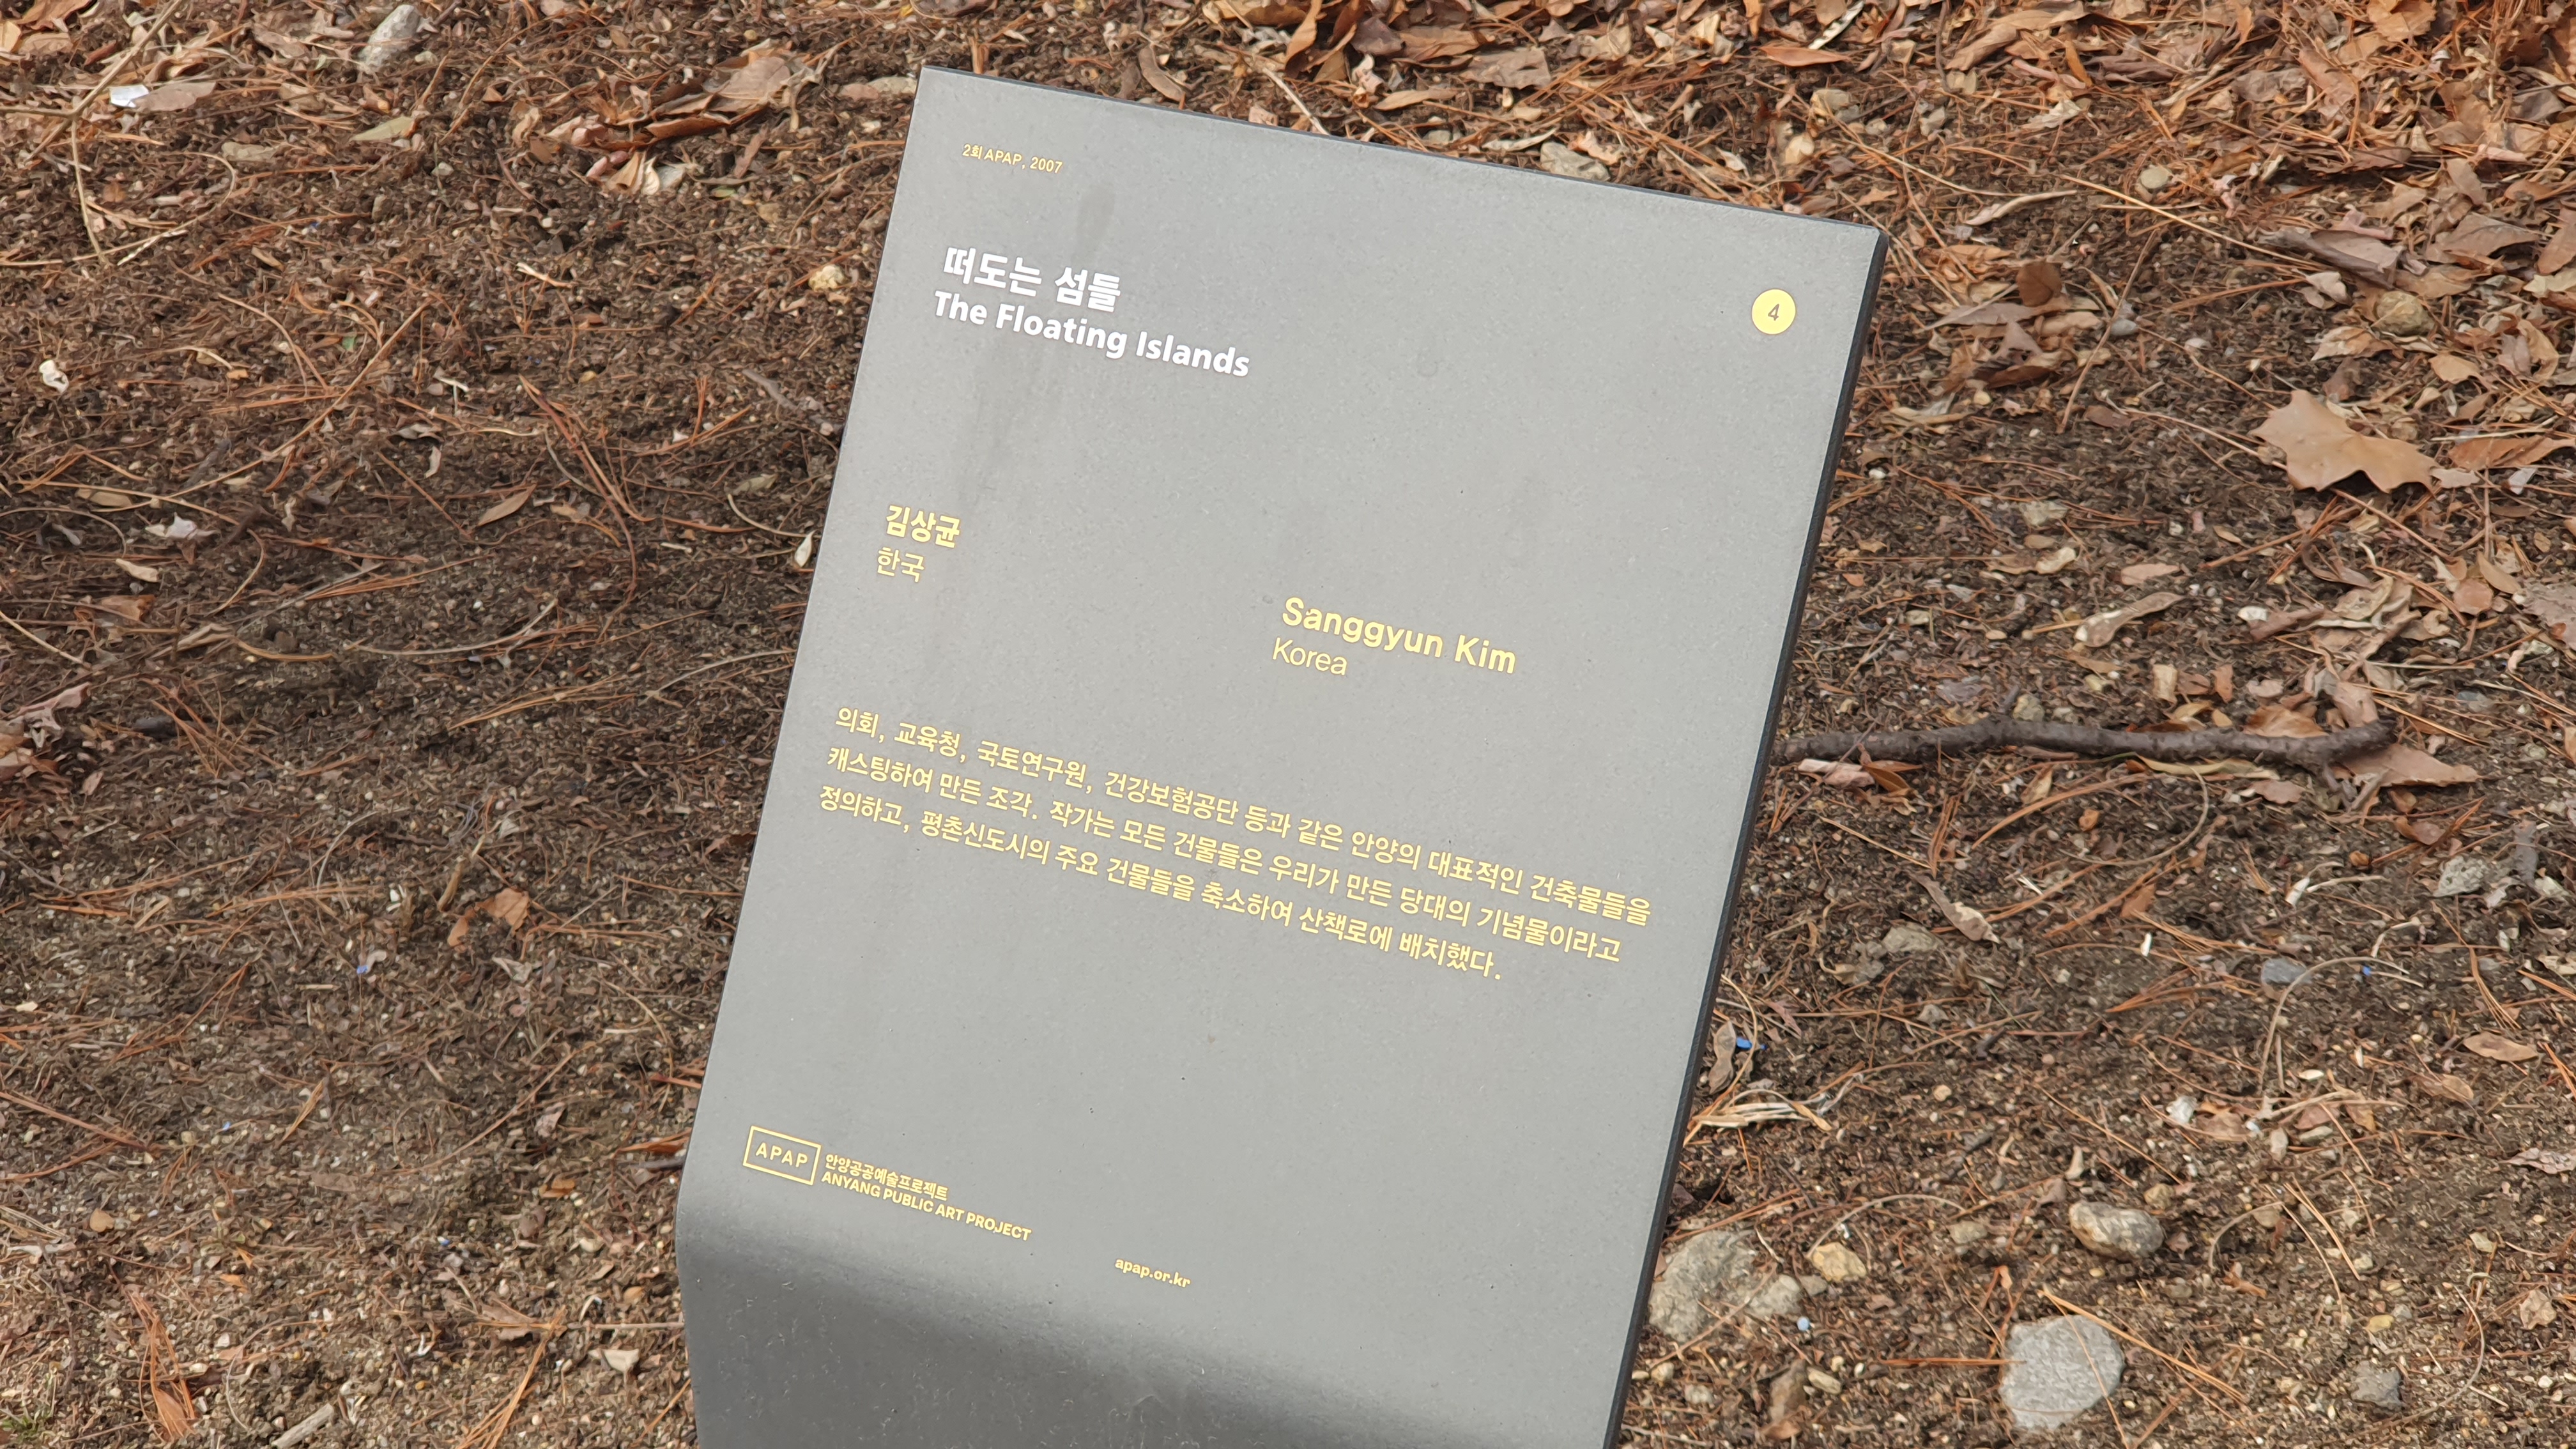 2회 APAP, 2007
떠도는 섬들
The Floating Islands
4
김상균
한국
Sanggyun Kim
Korea
의회, 교육청, 국토연구원, 건강보험공단 등과 같은 안양의 대표적인 건축물들을
캐스팅하여 만든 조각. 작가는 모든 건물들은 우리가 만든 당대의 기념물이라고
정의하고, 평촌신도시의 주요 건물들을 축소하여 산책로에 배치했다.
APAP
안양공공예술프로젝트
ANYANG PUBLIC ART PROJECT
apap.or.kr